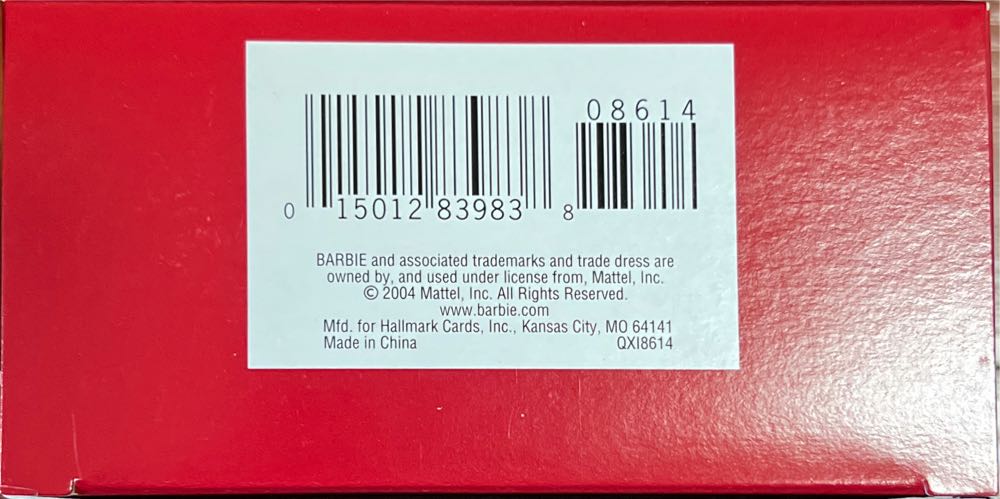 08614
0 15012 83983 8
BARBIE and associated trademarks and trade dress are
owned by, and used under license from, Mattel, Inc.
© 2004 Mattel, Inc. All Rights Reserved.
www.barbie.com
Mfd. for Hallmark Cards, Inc., Kansas City, MO 64141
Made in China QXI8614